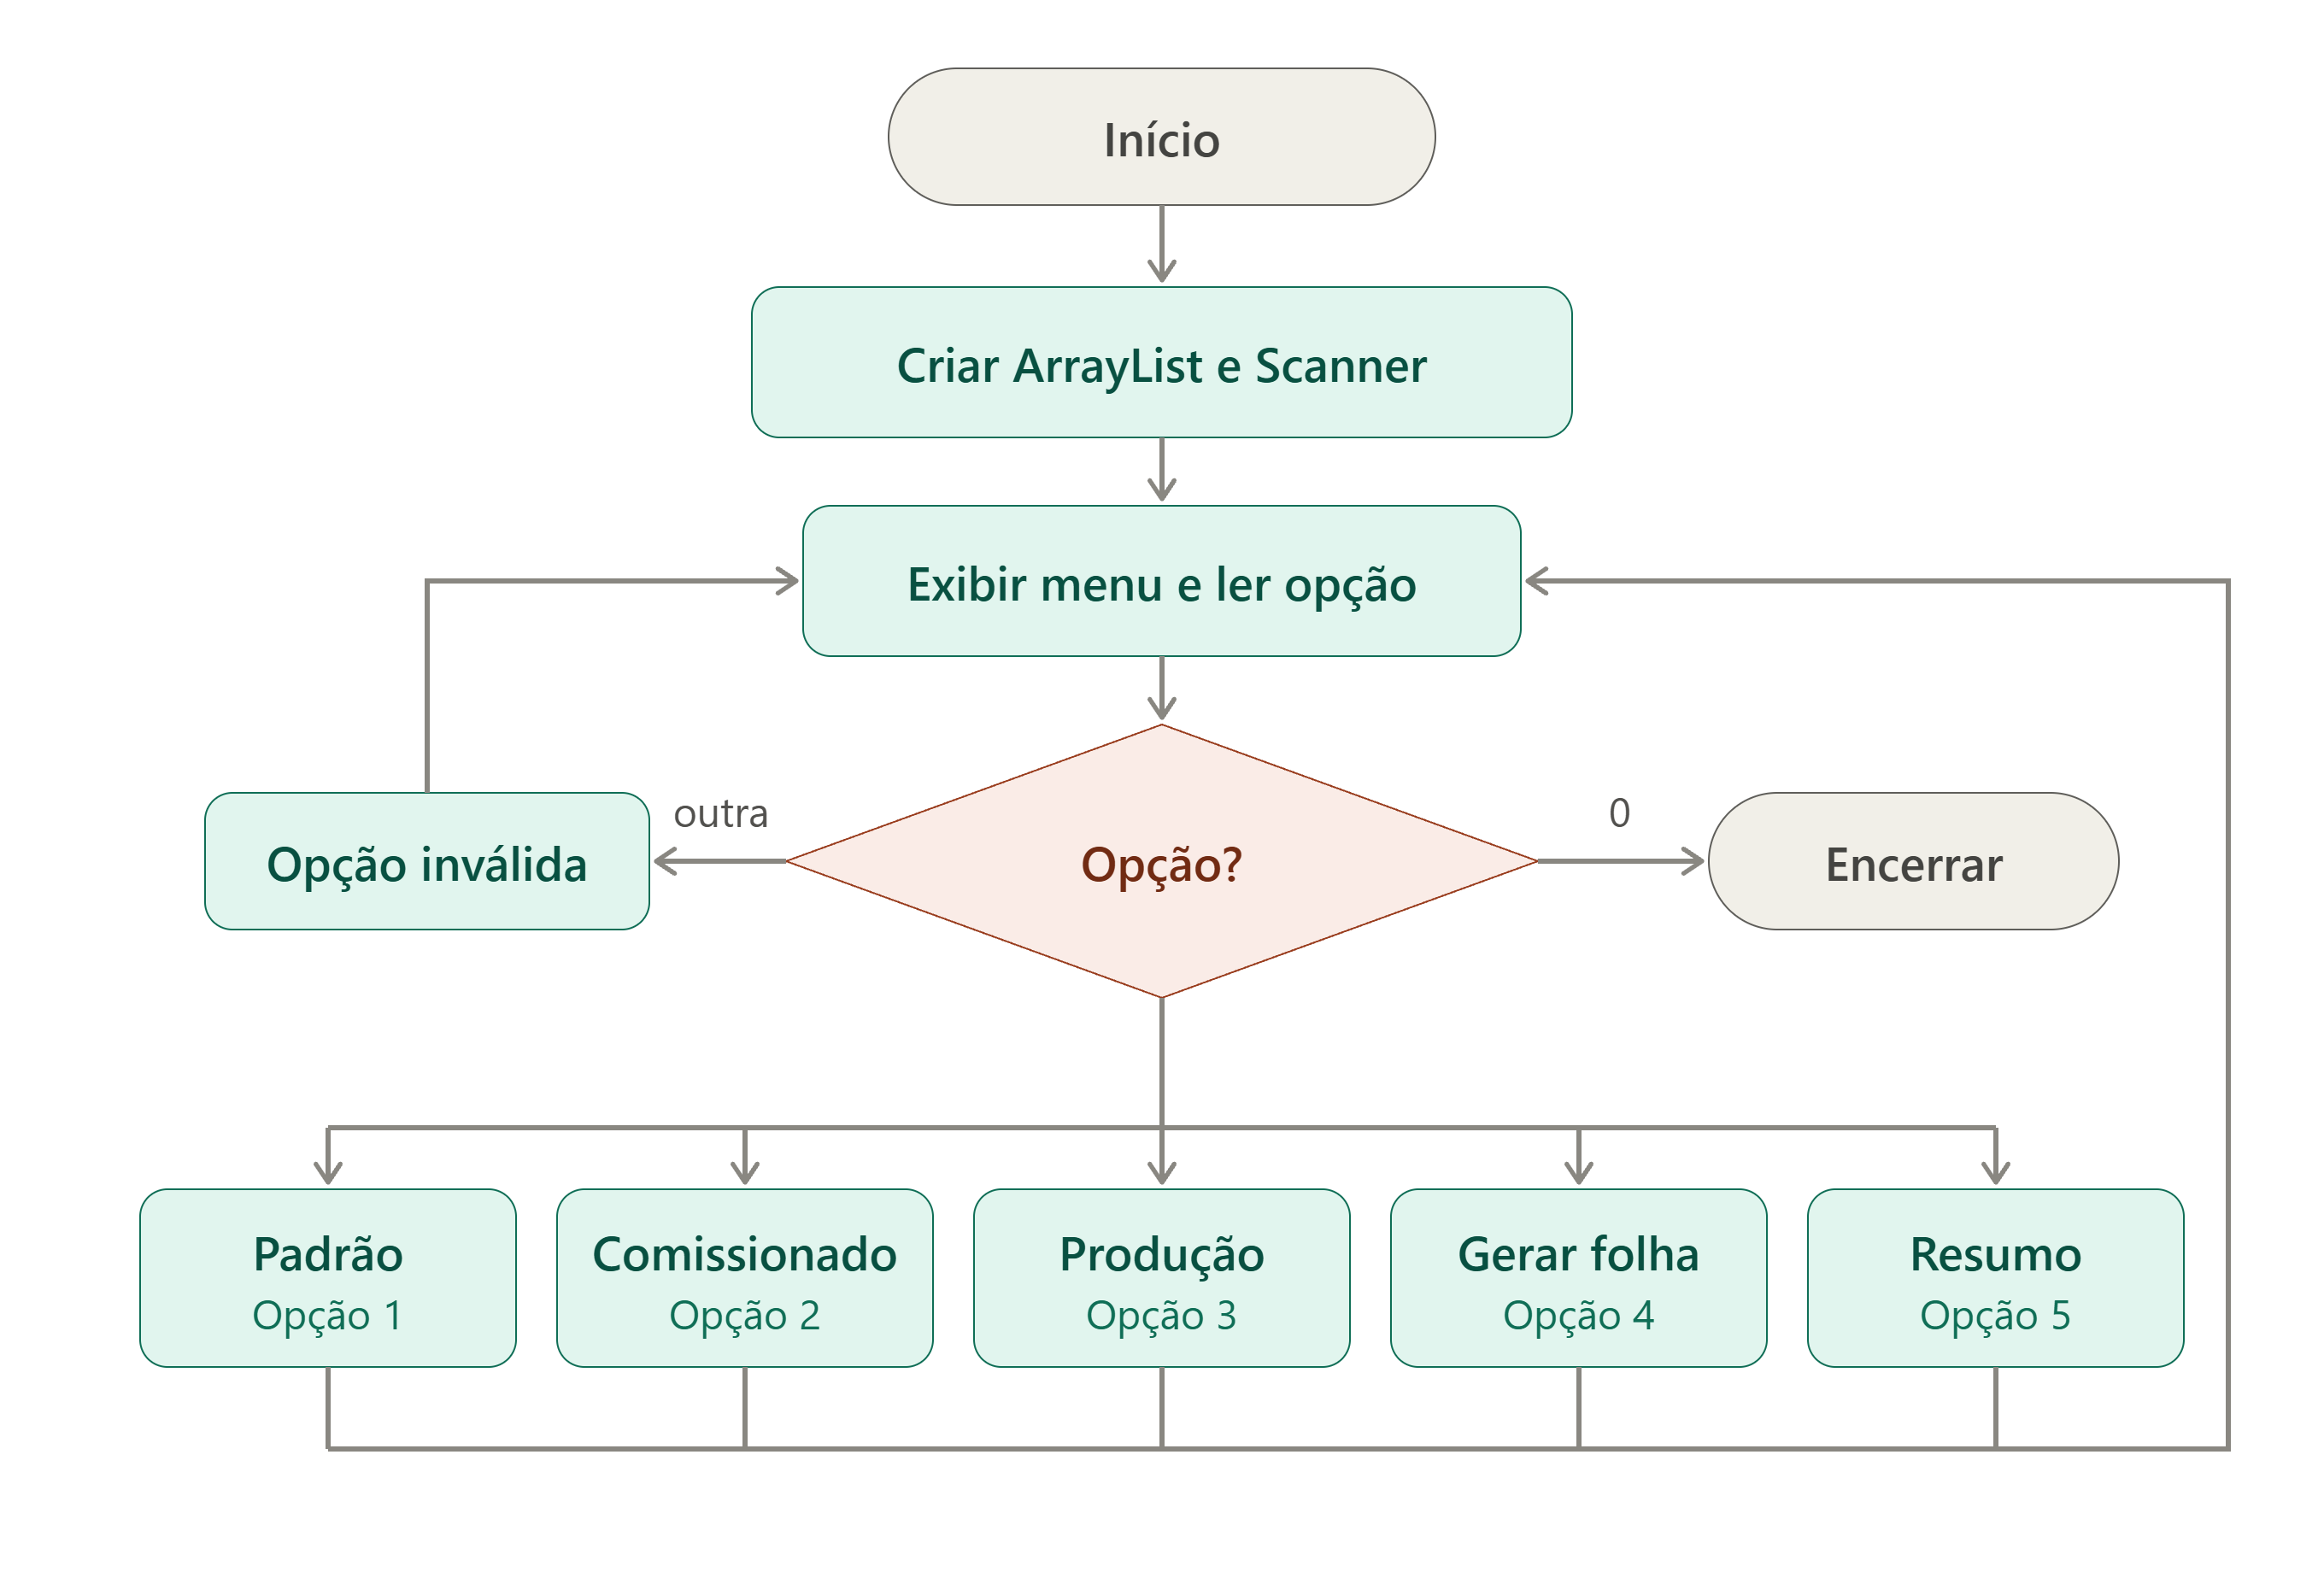 Início
Criar ArrayList e Scanner
Exibir menu e ler opção
outra
0
Opção inválida
Opção?
Encerrar
Padrão
Opção 1
Comissionado
Opção 2
Produção
Opção 3
Gerar folha
Opção 4
Resumo
Opção 5